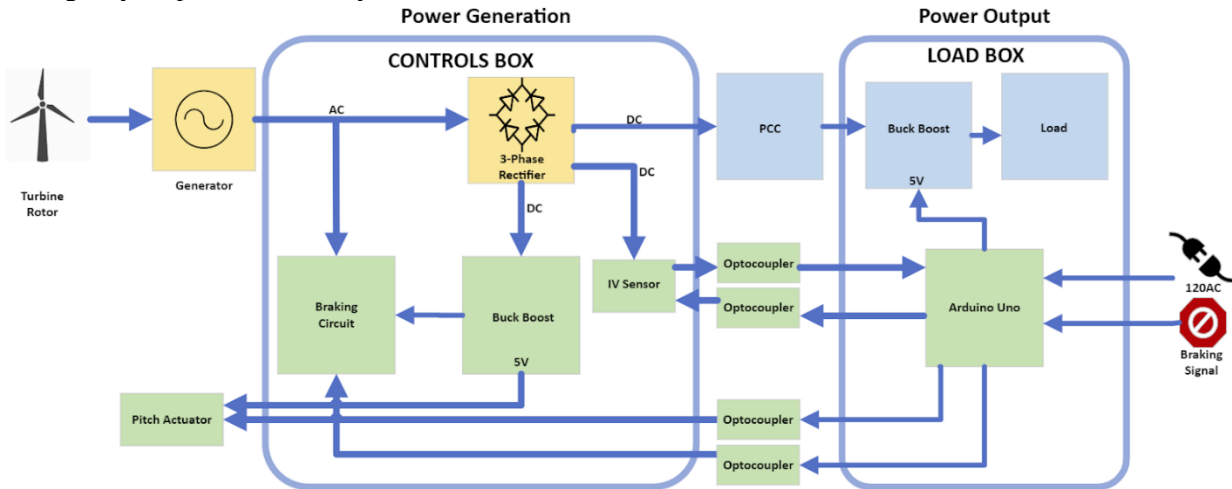 Power Generation
Power Output
CONTROLS BOX
LOAD BOX
AC
DC
PCC
Buck Boost
Load
3-Phase
Rectifier
Generator
DC
5V
Turbine
Rotor
DC
Optocoupler
IV Sensor
Optocoupler
120AC
Braking
Circuit
Buck Boost
Arduino Uno
5V
Braking
Signal
Pitch Actuator
Optocoupler
Optocoupler